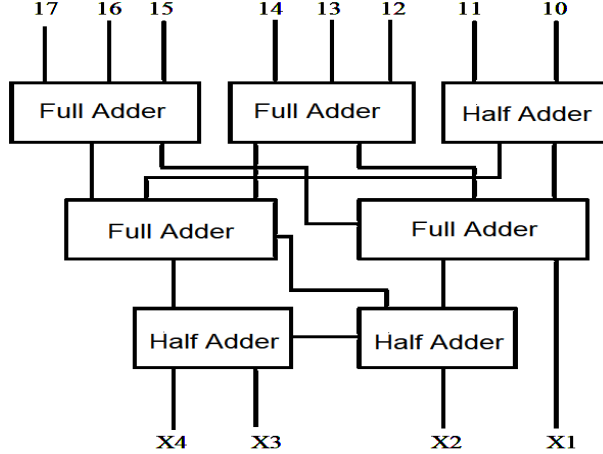 17 16 15 14 13 12 11 10
Full Adder Full Adder Half Adder
Full Adder Full Adder
Half Adder Half Adder
X4 X3 X2 X1